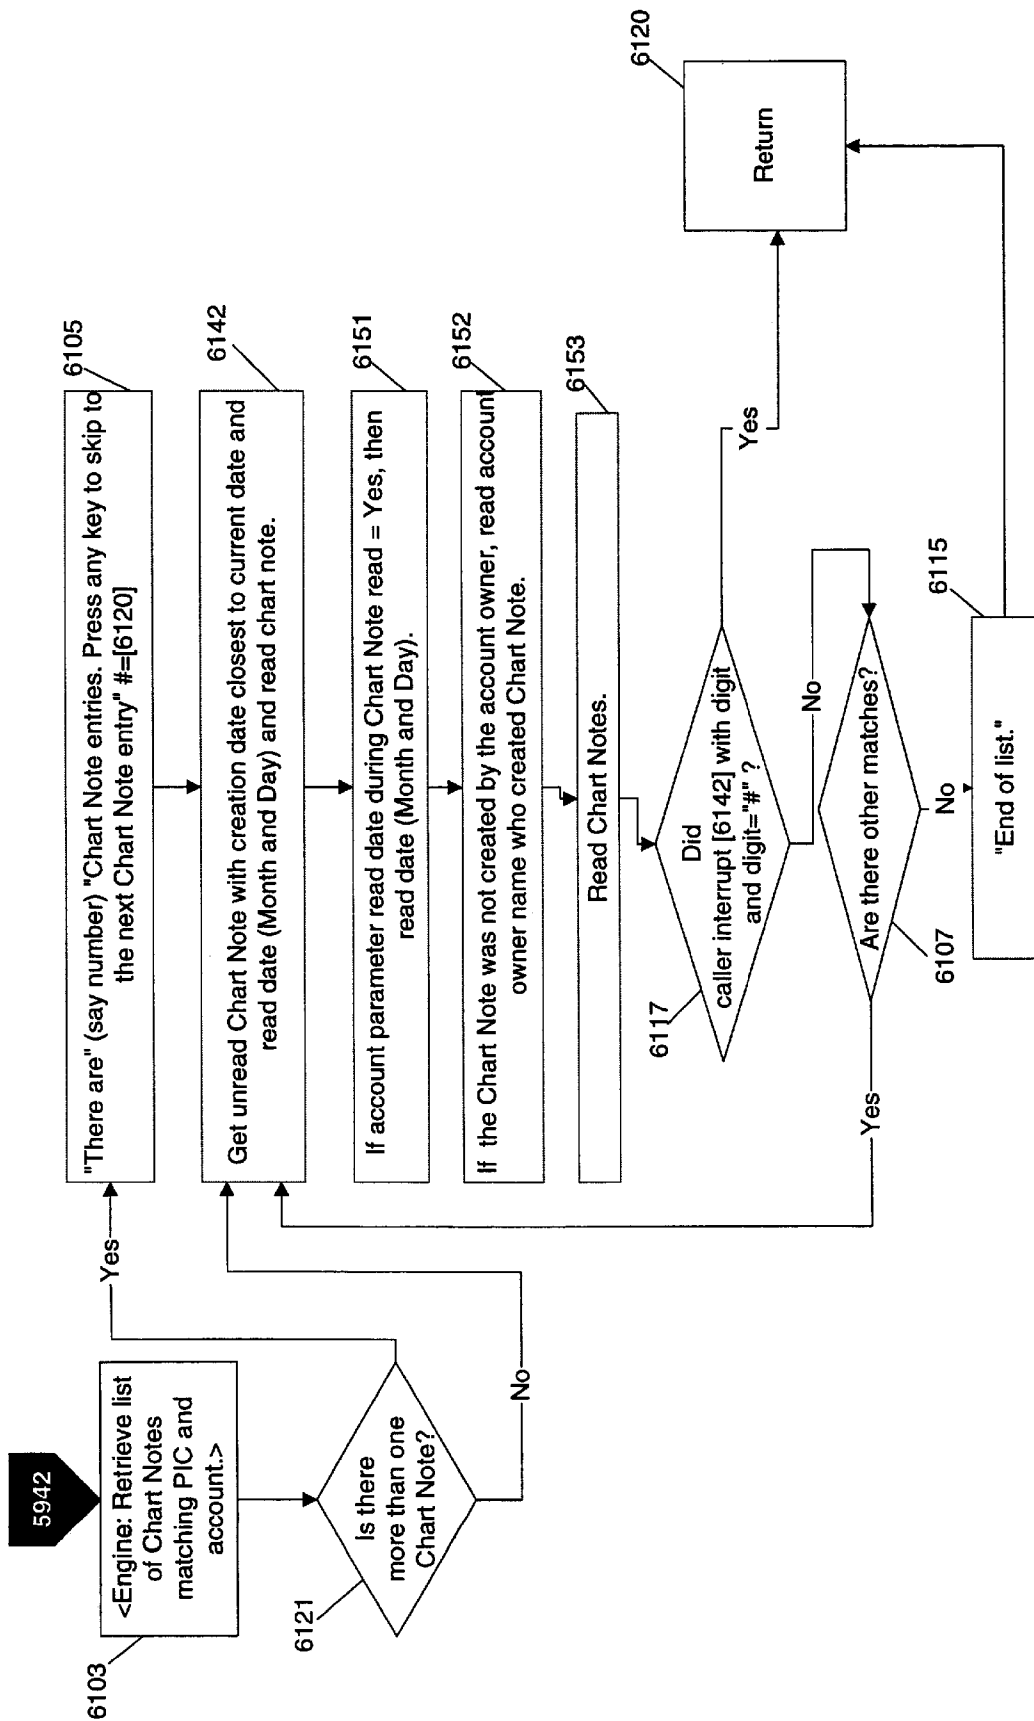 5942
6103
<Engine: Retrieve list
of Chart Notes
matching PIC and
account.>
6121
Is there
more than one
Chart Note?
Yes
No
6105
"There are" (say number) "Chart Note entries. Press any key to skip to
the next Chart Note entry" #=[6120]
6142
Get unread Chart Note with creation date closest to current date and
read date (Month and Day) and read chart note.
6151
If account parameter read date during Chart Note read = Yes, then
read date (Month and Day).
6152
If the Chart Note was not created by the account owner, read account
owner name who created Chart Note.
6153
Read Chart Notes.
6117
Did
caller interrupt [6142] with digit
and digit="#" ?
Yes
No
6107
Are there other matches?
Yes
No
6115
"End of list."
6120
Return